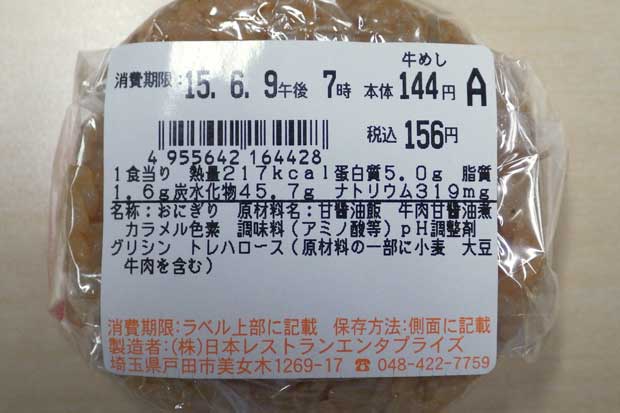 牛めし
消費期限:15. 6. 9午後 7時 本体144円 A
税込 156円
4 955642 164428
1食当り 熱量217kcal蛋白質5.0g 脂質
1.6g炭水化物45.7g ナトリウム319mg
名称:おにぎり 原材料名:甘醤油飯 牛肉甘醤油煮
カラメル色素 調味料(アミノ酸等)pH調整剤
グリシン トレハロース(原材料の一部に小麦 大豆
牛肉を含む)
消費期限:ラベル上部に記載 保存方法:側面に記載
製造者:(株)日本レストランエンタプライズ
埼玉県戸田市美女木1269-17 ☎048-422-7759